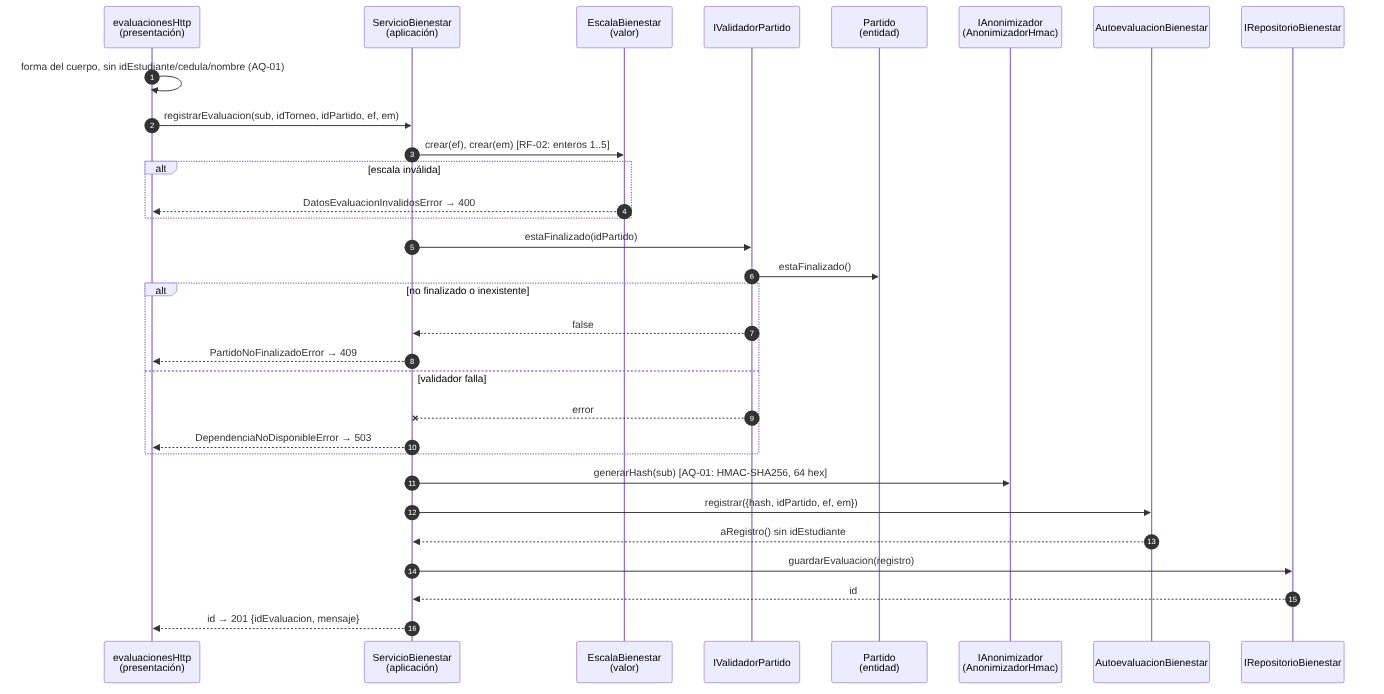 evaluacionesHttp
(presentación)
ServicioBienestar
(aplicación)
EscalaBienestar
(valor)
IValidadorPartido
Partido
(entidad)
IAnonimizador
(AnonimizadorHmac)
AutoevaluacionBienestar
IRepositorioBienestar
forma del cuerpo, sin idEstudiante/cedula/nombre (AQ-01)
1
registrarEvaluacion(sub, idTorneo, idPartido, ef, em)
2
crear(ef), crear(em) [RF-02: enteros 1..5]
3
alt
[escala inválida]
DatosEvaluacionInvalidosError → 400
4
estaFinalizado(idPartido)
5
estaFinalizado()
6
alt
[no finalizado o inexistente]
false
7
PartidoNoFinalizadoError → 409
8
[validador falla]
error
9
DependenciaNoDisponibleError → 503
10
generarHash(sub) [AQ-01: HMAC-SHA256, 64 hex]
11
registrar({hash, idPartido, ef, em})
12
aRegistro() sin idEstudiante
13
guardarEvaluacion(registro)
14
id
15
id → 201 {idEvaluacion, mensaje}
16
evaluacionesHttp
(presentación)
ServicioBienestar
(aplicación)
EscalaBienestar
(valor)
IValidadorPartido
Partido
(entidad)
IAnonimizador
(AnonimizadorHmac)
AutoevaluacionBienestar
IRepositorioBienestar